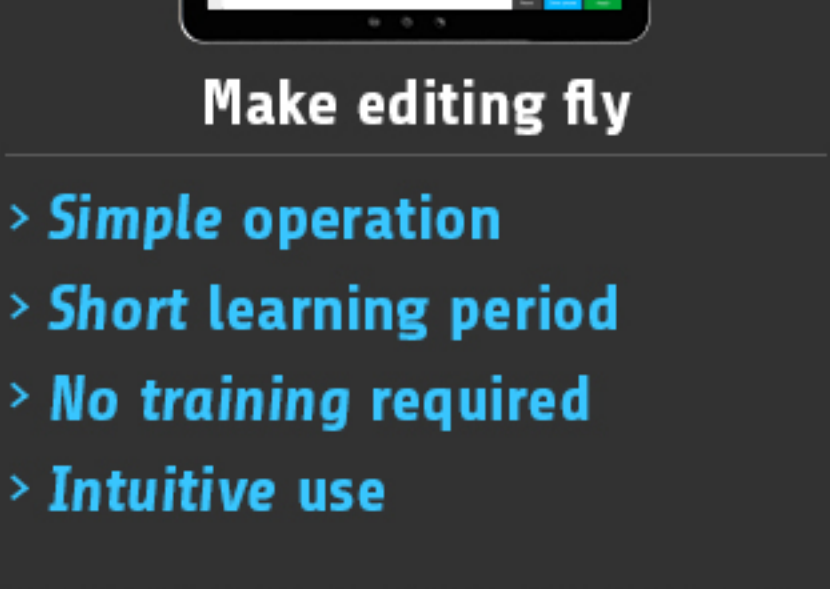 Make editing fly
> Simple operation
> Short learning period
> No training required
> Intuitive use